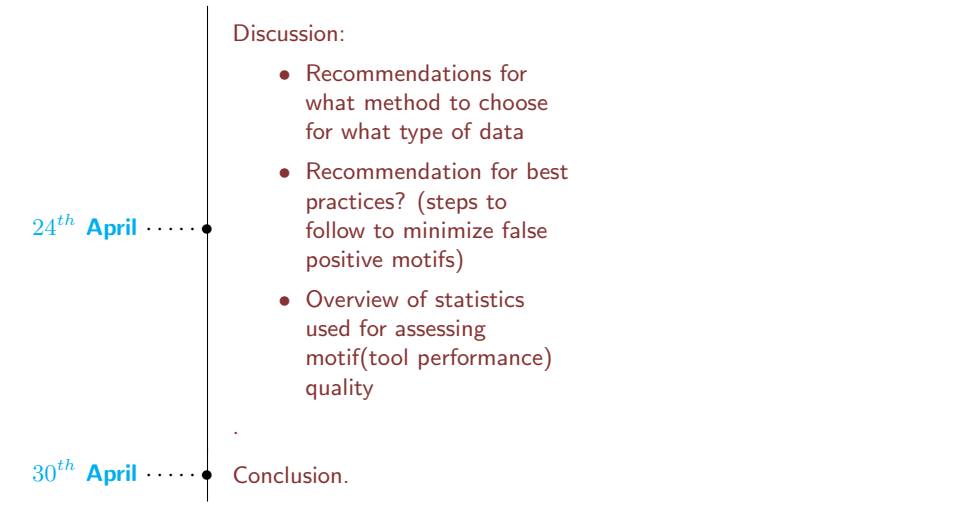 Discussion:
• Recommendations for
what method to choose
for what type of data
• Recommendation for best
practices? (steps to
follow to minimize false
positive motifs)
24th April
• Overview of statistics
used for assessing
motif(tool performance)
quality
.
30th April
Conclusion.